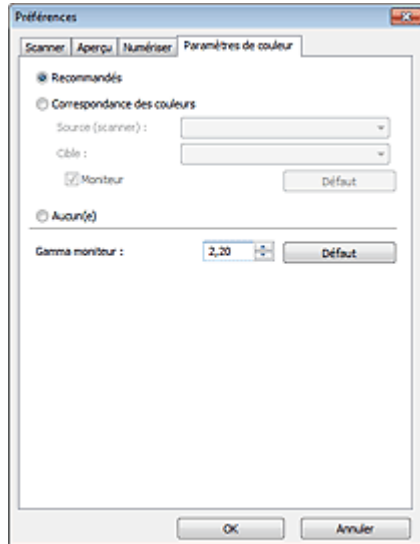 Préférences
Scanner Aperçu Numériser Paramètres de couleur
Recommandés
Correspondance des couleurs
Source (scanner) :
Cible :
Moniteur Défaut
Aucun(e)
Gamma moniteur : 2,20 Défaut
OK Annuler